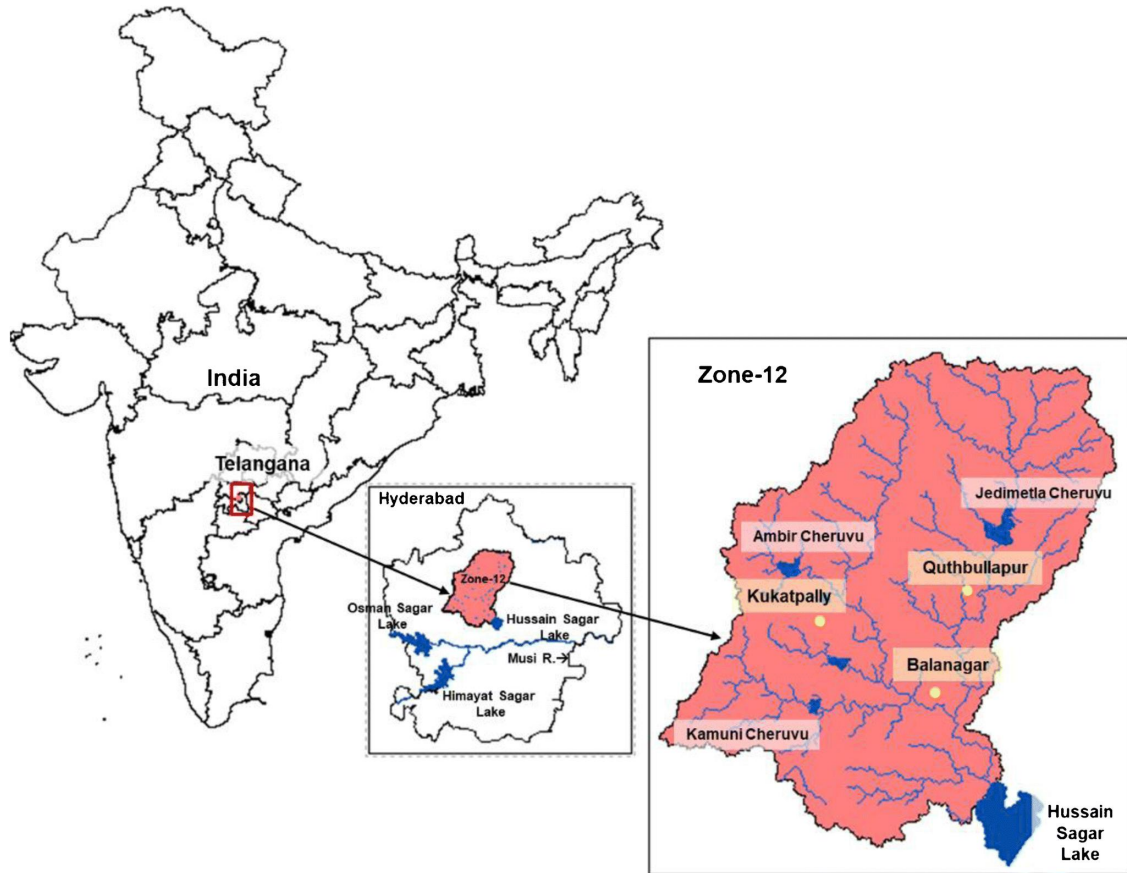 India
Telangana
Hyderabad
Zone-12
Osman Sagar
Lake
Hussain Sagar
Lake
Musi R.→
Himayat Sagar
Lake
Zone-12
Jedimetla Cheruvu
Ambir Cheruvu
Quthbullapur
Kukatpally
Balanagar
Kamuni Cheruvu
Hussain
Sagar
Lake